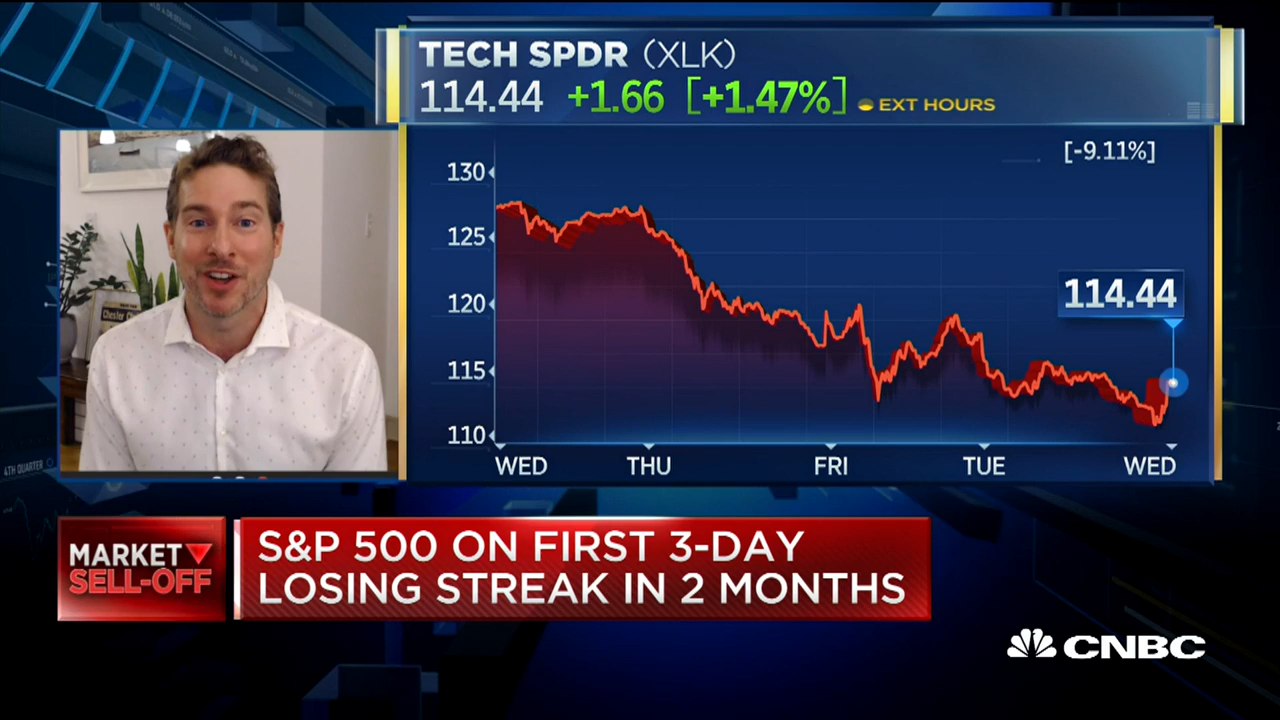 TECH SPDR (XLK)
114.44 +1.66 [+1.47%] EXT HOURS
[-9.11%]
130
125
120
115
110
114.44
WED THU FRI TUE WED
4TH QUARTER
MARKET
SELL-OFF
S&P 500 ON FIRST 3-DAY
LOSING STREAK IN 2 MONTHS
CNBC